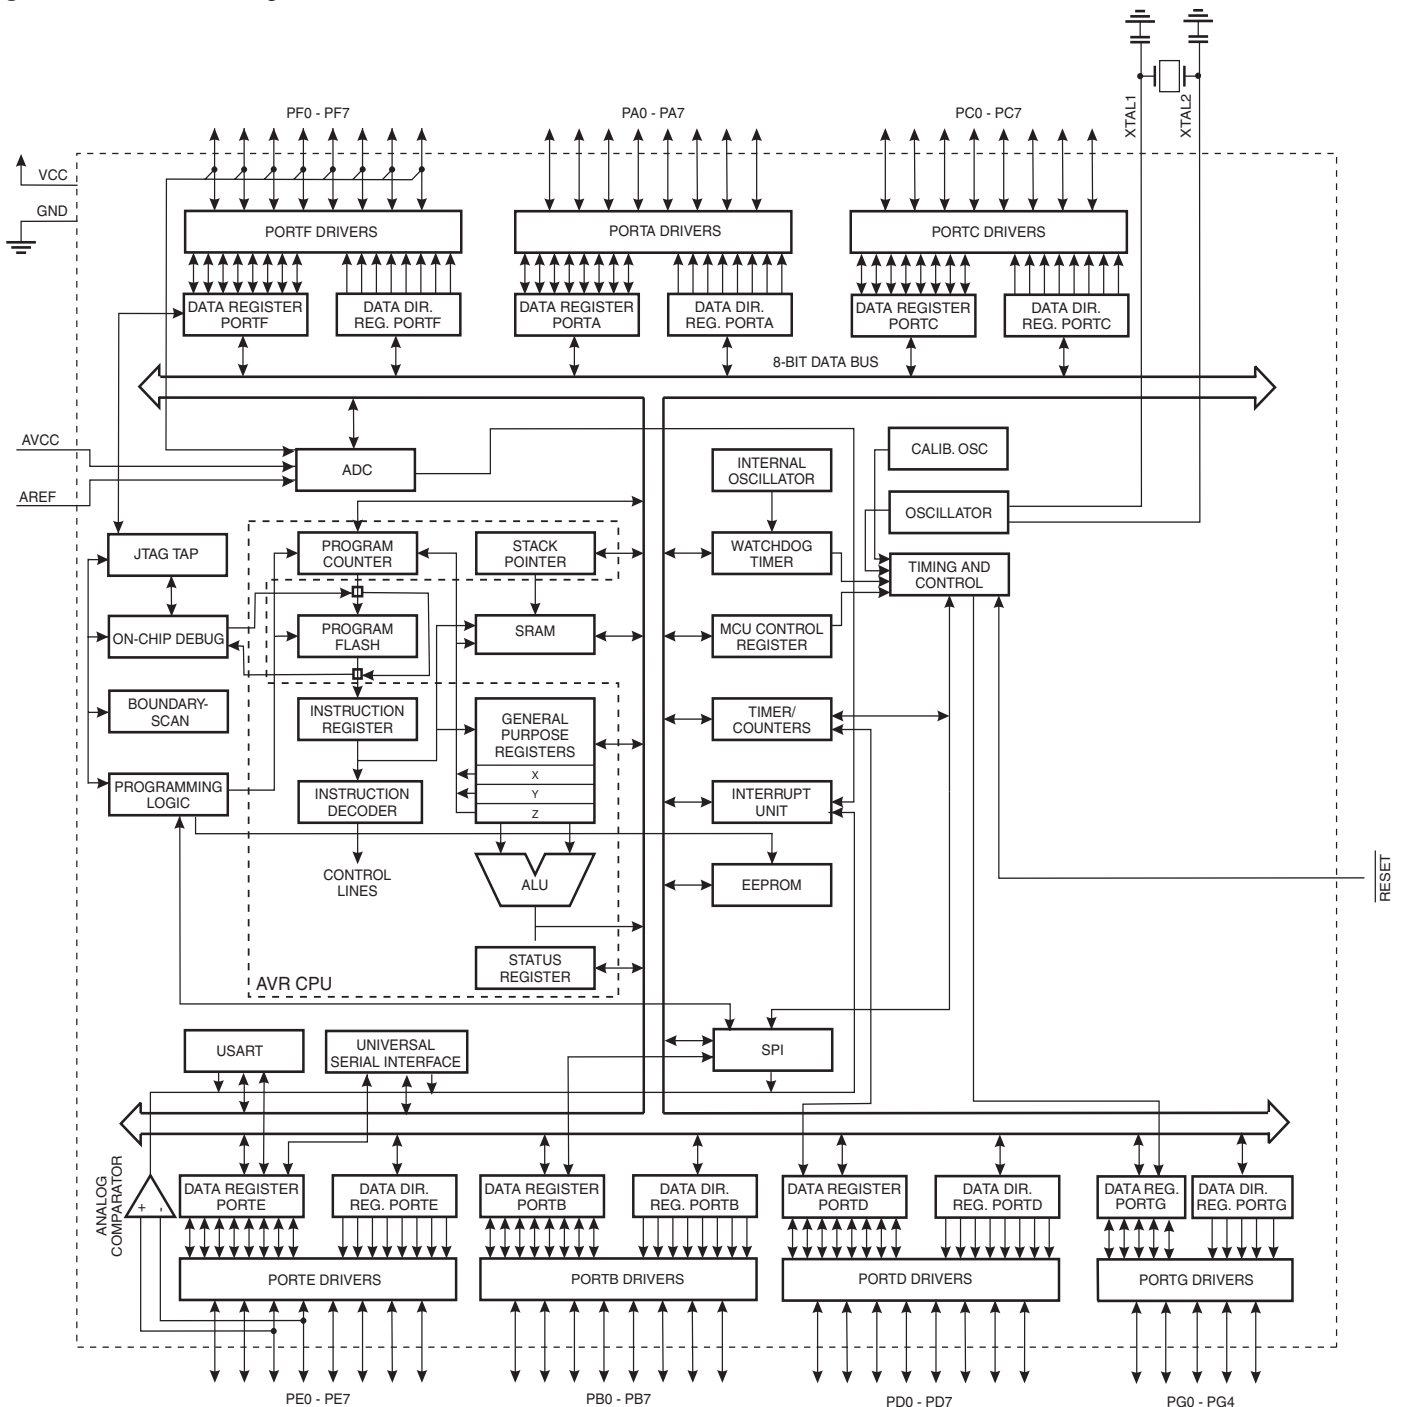 PF0 - PF7
PA0 - PA7
PC0 - PC7
XTAL1
XTAL2
VCC
GND
PORTF DRIVERS
PORTA DRIVERS
PORTC DRIVERS
DATA REGISTER
PORTF
DATA DIR.
REG. PORTF
DATA REGISTER
PORTA
DATA DIR.
REG. PORTA
DATA REGISTER
PORTC
DATA DIR.
REG. PORTC
8-BIT DATA BUS
AVCC
AREF
ADC
INTERNAL
OSCILLATOR
CALIB. OSC
OSCILLATOR
JTAG TAP
PROGRAM
COUNTER
STACK
POINTER
WATCHDOG
TIMER
TIMING AND
CONTROL
ON-CHIP DEBUG
PROGRAM
FLASH
SRAM
MCU CONTROL
REGISTER
BOUNDARY-
SCAN
INSTRUCTION
REGISTER
GENERAL
PURPOSE
REGISTERS
X
Y
Z
TIMER/
COUNTERS
PROGRAMMING
LOGIC
INSTRUCTION
DECODER
INTERRUPT
UNIT
CONTROL
LINES
ALU
EEPROM
RESET
STATUS
REGISTER
AVR CPU
USART
UNIVERSAL
SERIAL INTERFACE
SPI
ANALOG
COMPARATOR
+
-
DATA REGISTER
PORTE
DATA DIR.
REG. PORTE
DATA REGISTER
PORTB
DATA DIR.
REG. PORTB
DATA REGISTER
PORTD
DATA DIR.
REG. PORTD
DATA REG.
PORTG
DATA DIR.
REG. PORTG
PORTE DRIVERS
PORTB DRIVERS
PORTD DRIVERS
PORTG DRIVERS
PE0 - PE7
PB0 - PB7
PD0 - PD7
PG0 - PG4